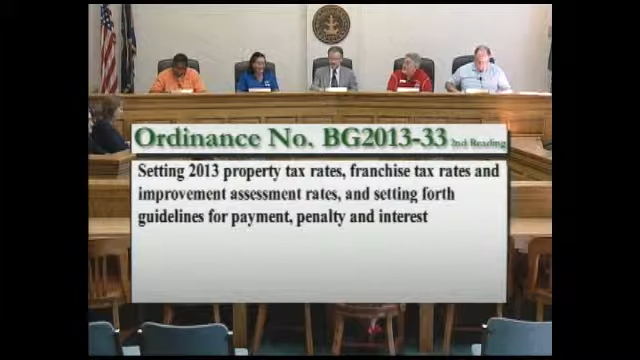 Ordinance No. BG2013-33 2nd Reading
Setting 2013 property tax rates, franchise tax rates and
improvement assessment rates, and setting forth
guidelines for payment, penalty and interest